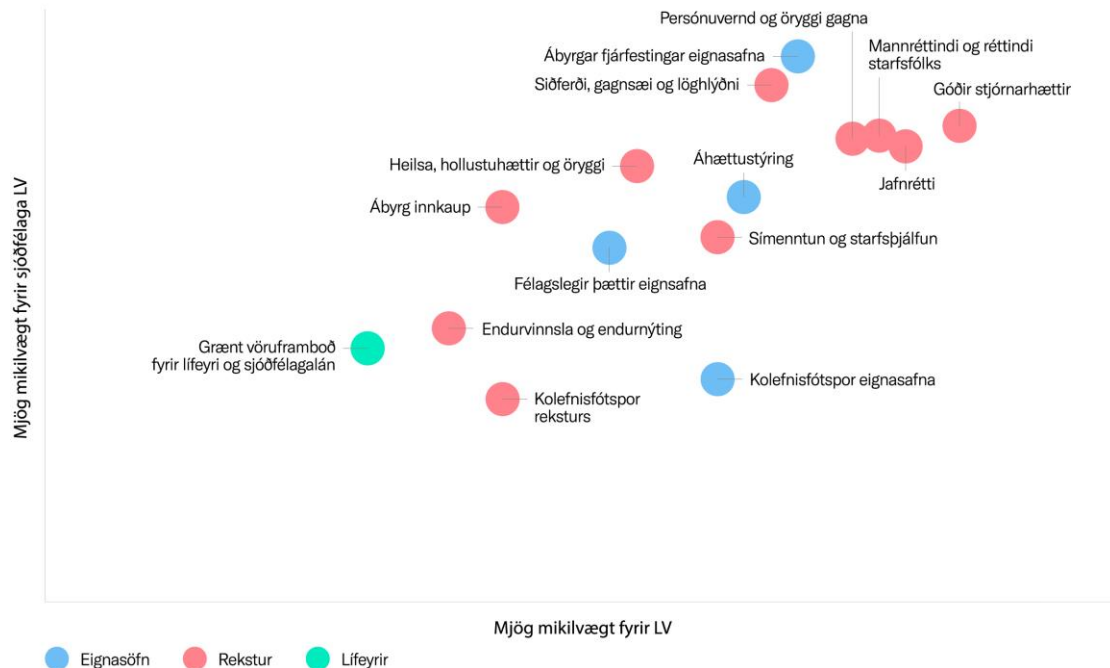 Persónuvernd og öryggi gagna
Mannréttindi og réttindi
starfsfólks
Ábyrgar fjárfestingar eignasafna
Siðferði, gagnsæi og löghlýðni
Góðir stjórnarhættir
Heilsa, hollustuhættir og öryggi
Áhættustýring
Jafnrétti
Ábyrg innkaup
Símenntun og starfsþjálfun
Félagslegir þættir eignsafna
Endurvinnsla og endurnýting
Grænt vöruframboð
fyrir lífeyri og sjóðfélagalán
Kolefnisfótspor eignasafna
Kolefnisfótspor
reksturs
Mjög mikilvægt fyrir sjóðfélaga LV
Mjög mikilvægt fyrir LV
Eignasöfn
Rekstur
Lífeyrir